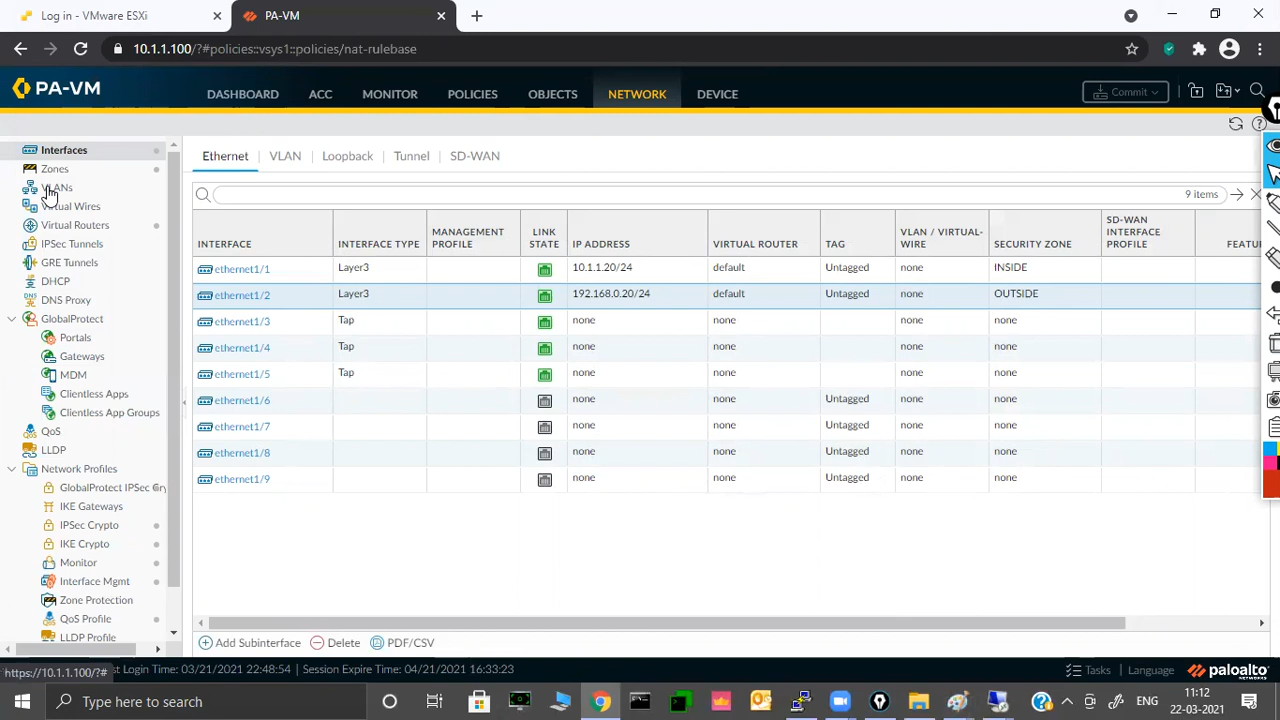 Log in - VMware ESXi
PA-VM
10.1.1.100/?#policies::vsys1::policies/nat-rulebase
PA-VM
DASHBOARD ACC MONITOR POLICIES OBJECTS NETWORK DEVICE
Commit
Interfaces
Zones
VLANs
Virtual Wires
Virtual Routers
IPSec Tunnels
GRE Tunnels
DHCP
DNS Proxy
GlobalProtect
Portals
Gateways
MDM
Clientless Apps
Clientless App Groups
QoS
LLDP
Network Profiles
GlobalProtect IPSec Cry
IKE Gateways
IPSec Crypto
IKE Crypto
Monitor
Interface Mgmt
Zone Protection
QoS Profile
LLDP Profile
Ethernet VLAN Loopback Tunnel SD-WAN
9 items
INTERFACE INTERFACE TYPE MANAGEMENT PROFILE LINK STATE IP ADDRESS VIRTUAL ROUTER TAG VLAN / VIRTUAL-WIRE SECURITY ZONE SD-WAN INTERFACE PROFILE FEATU
ethernet1/1 Layer3 10.1.1.20/24 default Untagged none INSIDE
ethernet1/2 Layer3 192.168.0.20/24 default Untagged none OUTSIDE
ethernet1/3 Tap none none none none
ethernet1/4 Tap none none none none
ethernet1/5 Tap none none none none
ethernet1/6 none none Untagged none none
ethernet1/7 none none Untagged none none
ethernet1/8 none none Untagged none none
ethernet1/9 none none Untagged none none
Add Subinterface Delete PDF/CSV
https://10.1.1.100/?#
st Login Time: 03/21/2021 22:48:54 | Session Expire Time: 04/21/2021 16:33:23
Tasks | Language
paloalto
NETWORKS
Type here to search
ENG
11:12
22-03-2021